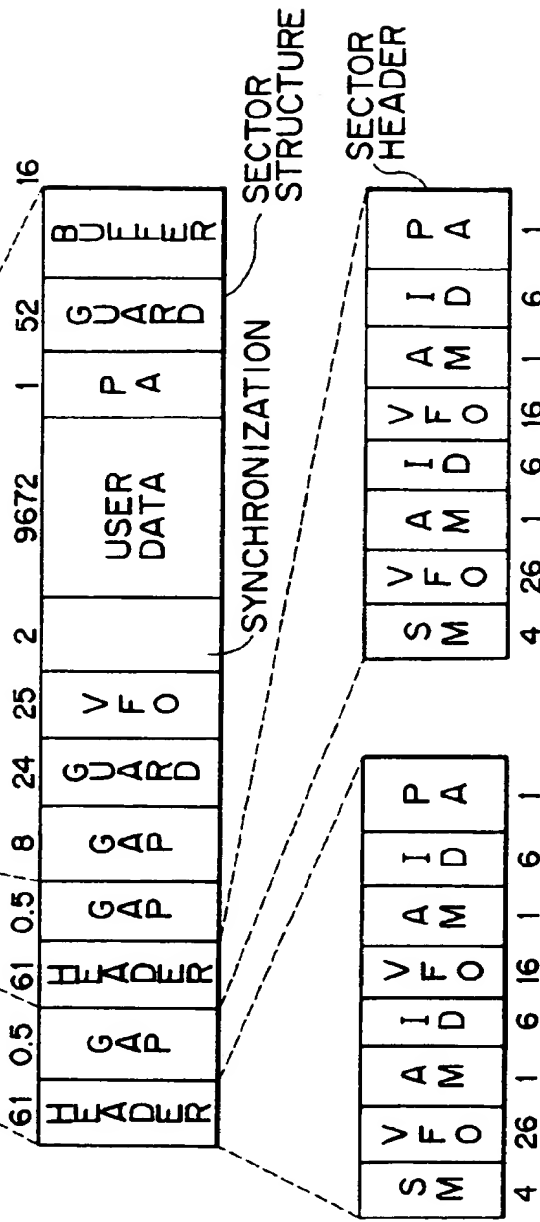 61 0.5 61 0.5 8 24 25 2 9672 1 52 16
HEADER GAP HEADER GAP GAP GUARD VFO USER DATA PA GUARD BUFFER
SYNCHRONIZATION
SECTOR
STRUCTURE
SECTOR
HEADER
SM VFO AM ID VFO AM ID PA
4 26 1 6 16 1 6 1
SM VFO AM ID VFO AM ID PA
4 26 1 6 16 1 6 1